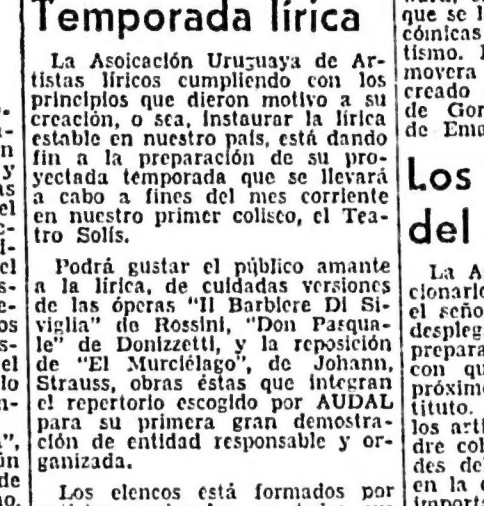 Temporada lírica
La Asoicación Uruguaya de Ar-
tistas líricos cumpliendo con los
principios que dieron motivo a su
creación, o sea, instaurar la lírica
estable en nuestro país, está dando
fin a la preparación de su pro-
yectada temporada que se llevará
a cabo a fines del mes corriente
en nuestro primer coliseo, el Tea-
tro Solís.
Podrá gustar el público amante
a la lírica, de cuidadas versiones
de las óperas "Il Barbiere Di Si-
viglia" de Rossini, "Don Pasqua-
le" de Donizzetti, y la reposición
de "El Murciélago", de Johann,
Strauss, obras éstas que integran
el repertorio escogido por AUDAL
para su primera gran demostra-
ción de entidad responsable y or-
ganizada.
Los elencos está formados por
que se l
cómicas
tismo.
movera
creado
de Gor
de Ema
Los
del
La A
cionario
el seño
desple
prepara
con qu
próxim
tituto.
los arti
dre col
des del
en la